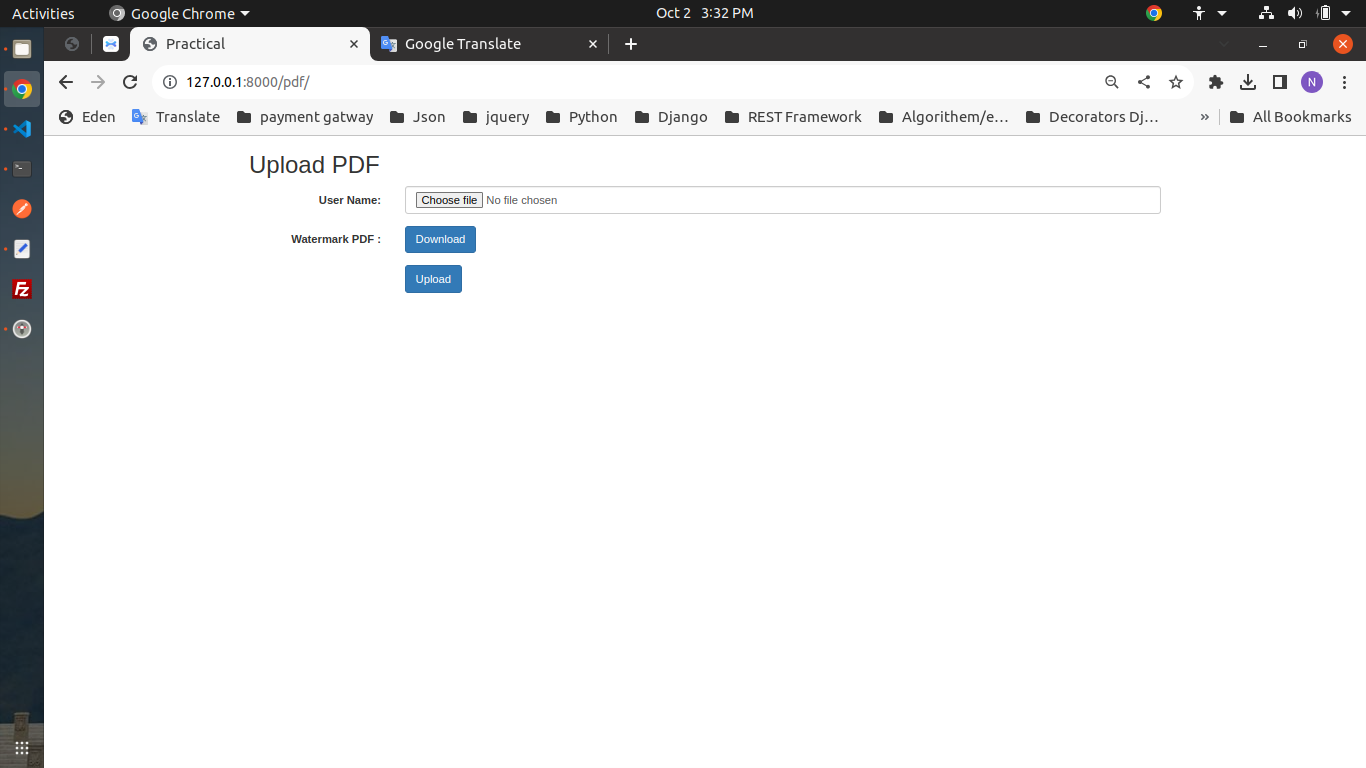 Activities Google Chrome Oct 2 3:32 PM
Practical Google Translate
127.0.0.1:8000/pdf/ N
Eden Translate payment gatway Json jquery Python Django REST Framework Algorithem/e... Decorators Dj... » All Bookmarks
Upload PDF
User Name: Choose file No file chosen
Watermark PDF : Download
Upload